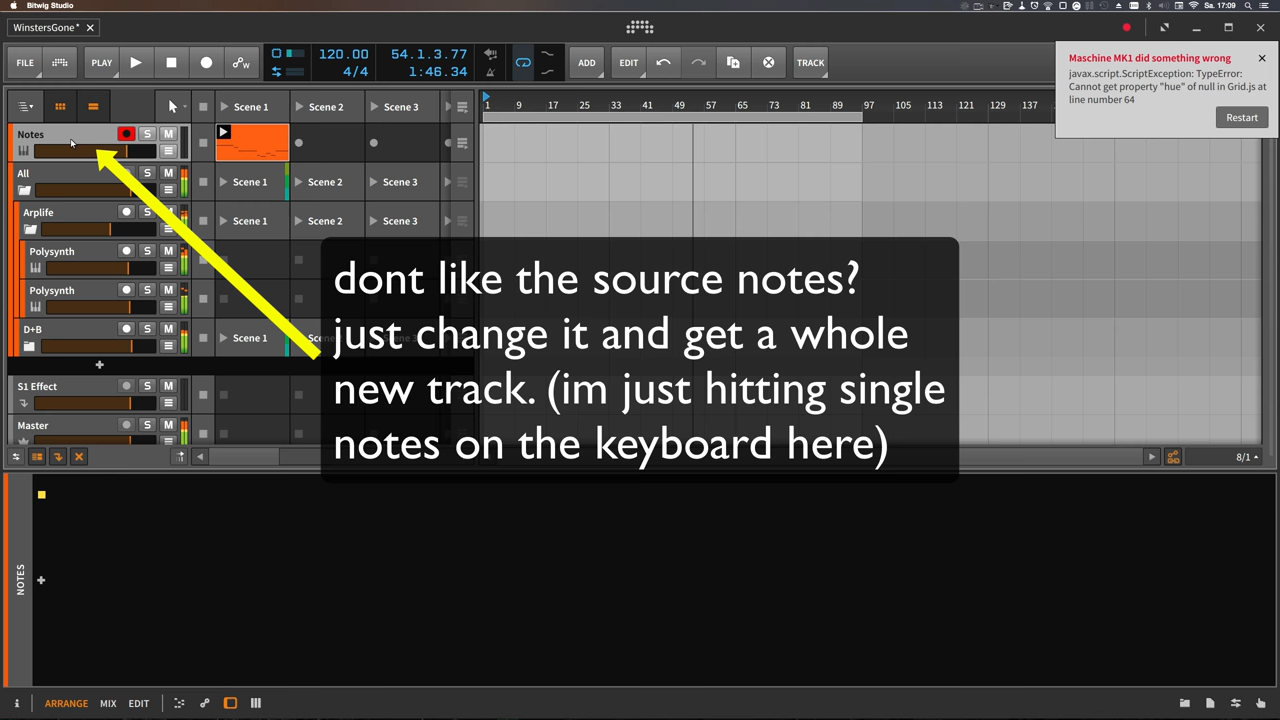 Bitwig Studio
Sa. 17:09
WinstersGone*
FILE
PLAY
120.00
4/4
54.1.3.77
1:46.34
ADD
EDIT
TRACK
Maschine MK1 did something wrong
javax.script.ScriptException: TypeError:
Cannot get property "hue" of null in Grid.js at
line number 64
Restart
Scene 1
Scene 2
Scene 3
1 9 17 25 33 41 49 57 65 73 81 89 97 105 113 121 129 137
Notes
S M
All
S M
Scene 1
Scene 2
Scene 3
Arplife
S M
Scene 1
Scene 2
Scene 3
Polysynth
S M
Polysynth
S M
D+B
S M
Scene 1
S1 Effect
S M
Master
S M
8/1
dont like the source notes?
just change it and get a whole
new track. (im just hitting single
notes on the keyboard here)
NOTES
ARRANGE
MIX
EDIT